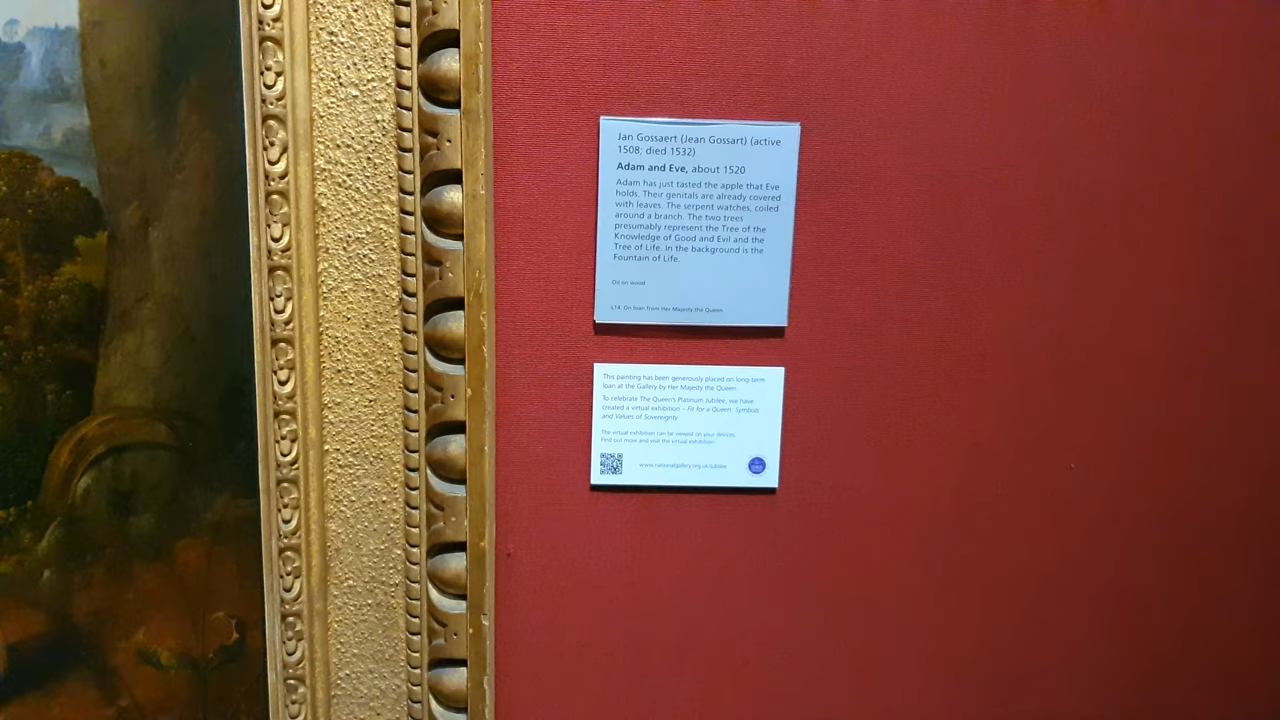 Jan Gossaert (Jean Gossart) (active
1508; died 1532)
Adam and Eve, about 1520
Adam has just tasted the apple that Eve
holds. Their genitals are already covered
with leaves. The serpent watches, coiled
around a branch. The two trees
presumably represent the Tree of the
Knowledge of Good and Evil and the
Tree of Life. In the background is the
Fountain of Life.
Oil on wood
L14. On loan from Her Majesty the Queen
This painting has been generously placed on long-term
loan at the Gallery by Her Majesty the Queen.
To celebrate The Queen's Platinum Jubilee, we have
created a virtual exhibition – Fit for a Queen: Symbols
and Values of Sovereignty
The virtual exhibition can be viewed on your devices.
Find out more and visit the virtual exhibition:
www.nationalgallery.org.uk/jubilee